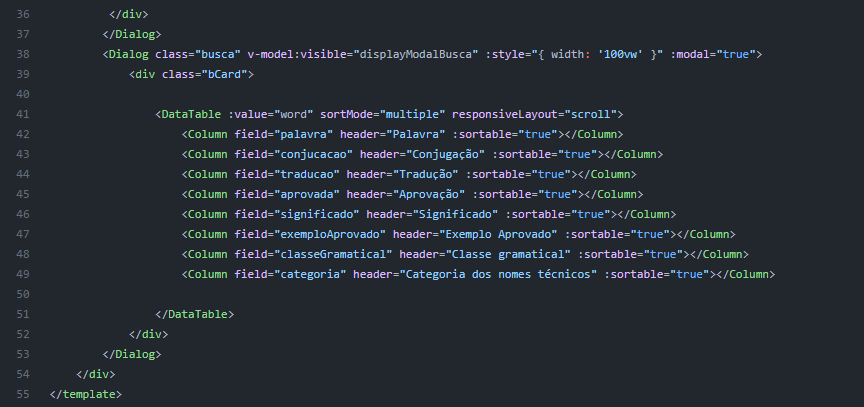 36 </div>
37 </Dialog>
38 <Dialog class="busca" v-model:visible="displayModalBusca" :style="{ width: '100vw' }" :modal="true">
39 <div class="bCard">
40
41 <DataTable :value="word" sortMode="multiple" responsiveLayout="scroll">
42 <Column field="palavra" header="Palavra" :sortable="true"></Column>
43 <Column field="conjucacao" header="Conjugação" :sortable="true"></Column>
44 <Column field="traducao" header="Tradução" :sortable="true"></Column>
45 <Column field="aprovada" header="Aprovação" :sortable="true"></Column>
46 <Column field="significado" header="Significado" :sortable="true"></Column>
47 <Column field="exemploAprovado" header="Exemplo Aprovado" :sortable="true"></Column>
48 <Column field="classeGramatical" header="Classe gramatical" :sortable="true"></Column>
49 <Column field="categoria" header="Categoria dos nomes técnicos" :sortable="true"></Column>
50
51 </DataTable>
52 </div>
53 </Dialog>
54 </div>
55 </template>